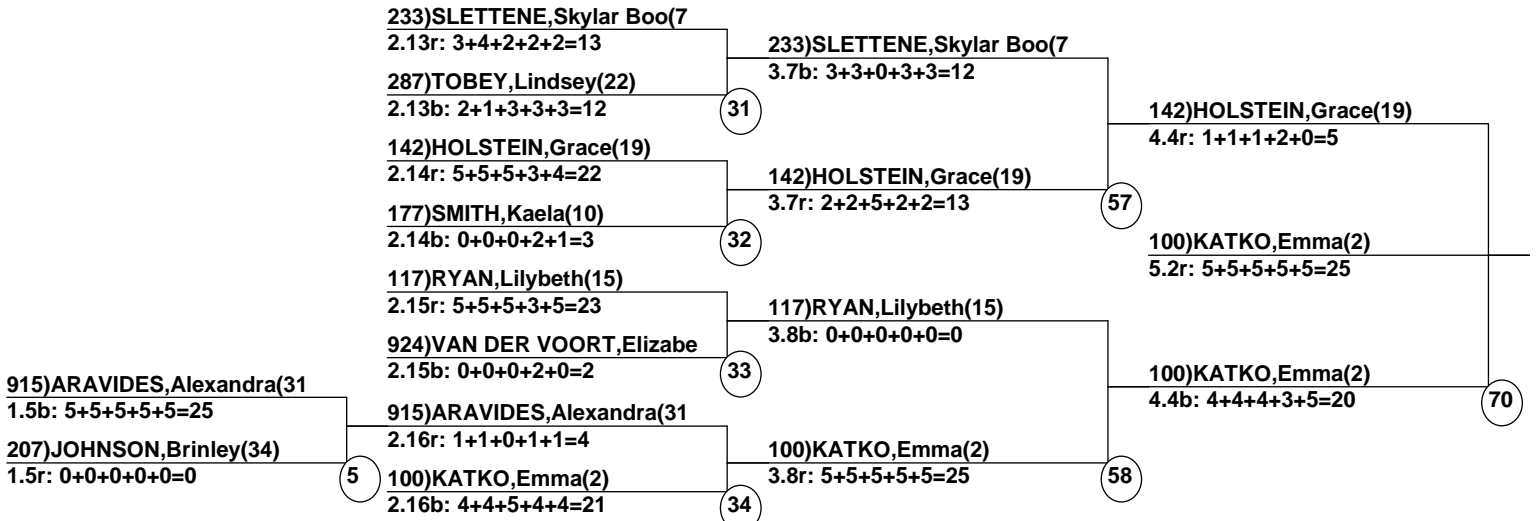 233)SLETTENE,Skylar Boo(7
2.13r: 3+4+2+2+2=13
287)TOBEY,Lindsey(22)
2.13b: 2+1+3+3+3=12
31
142)HOLSTEIN,Grace(19)
2.14r: 5+5+5+3+4=22
177)SMITH,Kaela(10)
2.14b: 0+0+0+2+1=3
32
117)RYAN,Lilybeth(15)
2.15r: 5+5+5+3+5=23
924)VAN DER VOORT,Elizabe
2.15b: 0+0+0+2+0=2
33
915)ARAVIDES,Alexandra(31
1.5b: 5+5+5+5+5=25
207)JOHNSON,Brinley(34)
1.5r: 0+0+0+0+0=0
5
915)ARAVIDES,Alexandra(31
2.16r: 1+1+0+1+1=4
100)KATKO,Emma(2)
2.16b: 4+4+5+4+4=21
34
233)SLETTENE,Skylar Boo(7
3.7b: 3+3+0+3+3=12
142)HOLSTEIN,Grace(19)
3.7r: 2+2+5+2+2=13
57
117)RYAN,Lilybeth(15)
3.8b: 0+0+0+0+0=0
100)KATKO,Emma(2)
3.8r: 5+5+5+5+5=25
58
142)HOLSTEIN,Grace(19)
4.4r: 1+1+1+2+0=5
100)KATKO,Emma(2)
5.2r: 5+5+5+5+5=25
100)KATKO,Emma(2)
4.4b: 4+4+4+3+5=20
70